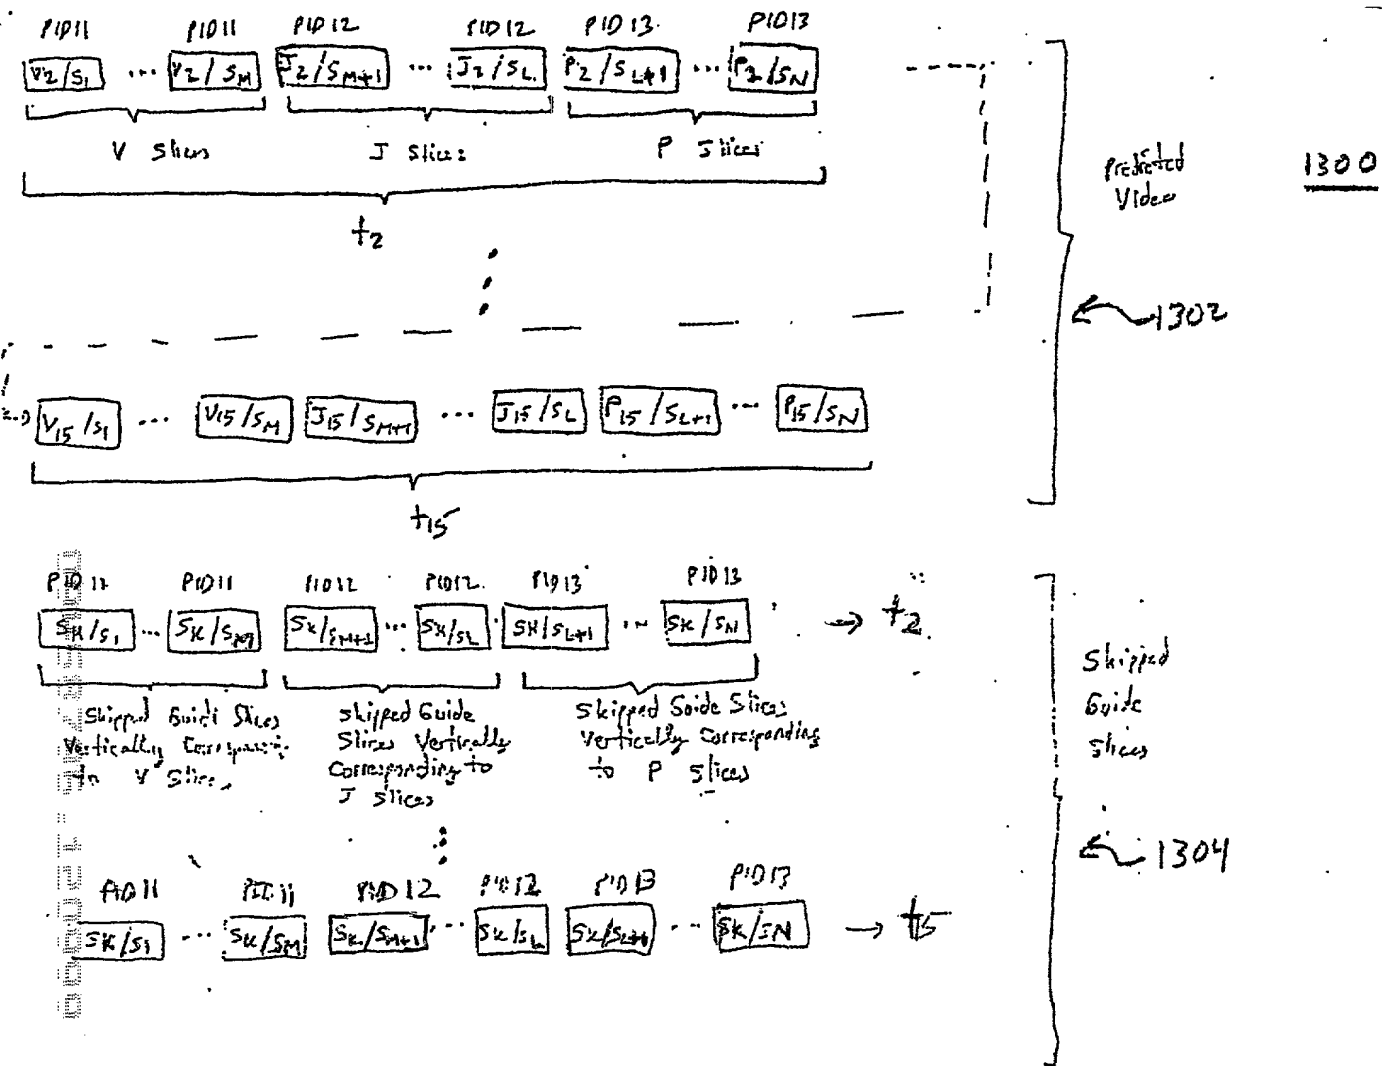 PID11 PID11 PID12 PID12 PID13 PID13
V2/S1 ... V2/SM J2/SM+1 ... J2/SL P2/SL+1 ... P2/SN
V Slices J Slices P Slices
t2
Predicted
Video
1300
1302
V15/S1 ... V15/SM J15/SM+1 ... J15/SL P15/SL+1 ... P15/SN
t15
PID11 PID11 PID12 PID12 PID13 PID13
SK/S1 ... SK/SM SK/SM+1 ... SK/SL SK/SL+1 ... SK/SN → t2
Skipped Guide Slices
Vertically Corresponding
to V Slices
Skipped Guide
Slices Vertically
Corresponding to
J Slices
Skipped Guide Slices
Vertically Corresponding
to P Slices
Skipped
Guide
Slices
1304
PID11 PID11 PID12 PID12 PID13 PID13
SK/S1 ... SK/SM SK/SM+1 ... SK/SL SK/SL+1 ... SK/SN → t15